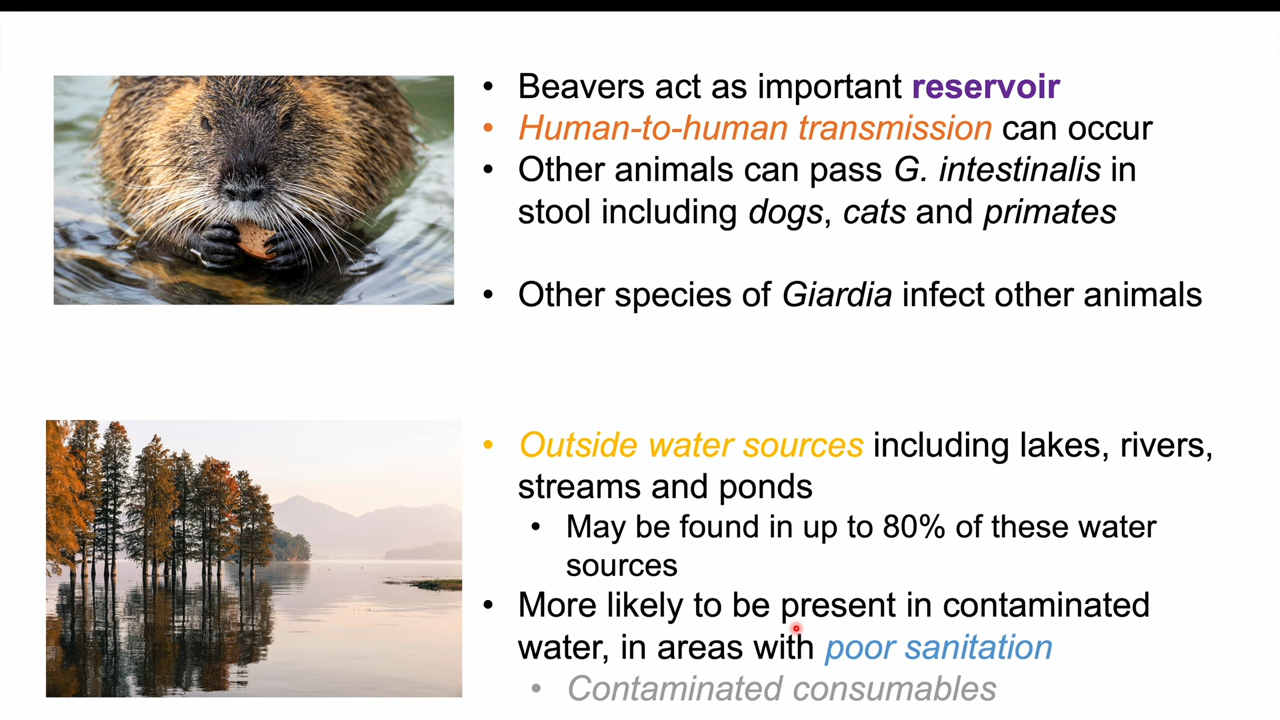 • Beavers act as important reservoir
• Human-to-human transmission can occur
• Other animals can pass G. intestinalis in
stool including dogs, cats and primates
• Other species of Giardia infect other animals
• Outside water sources including lakes, rivers,
streams and ponds
• May be found in up to 80% of these water
sources
• More likely to be present in contaminated
water, in areas with poor sanitation
• Contaminated consumables